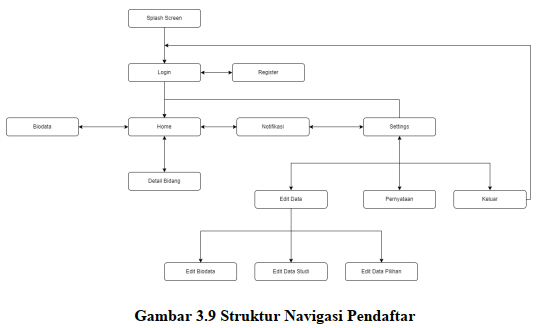 Splash Screen
Login
Register
Biodata
Home
Notifikasi
Settings
Detail Bidang
Edit Data
Pernyataan
Keluar
Edit Biodata
Edit Data Studi
Edit Data Pilihan
Gambar 3.9 Struktur Navigasi Pendaftar